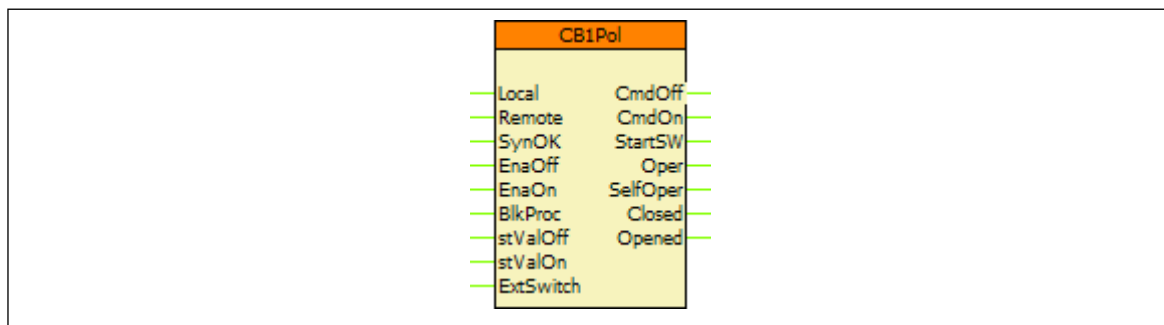 CB1Pol
Local CmdOff
Remote CmdOn
SynOK StartSW
EnaOff Oper
EnaOn SelfOper
BlkProc Closed
stValOff Opened
stValOn
ExtSwitch